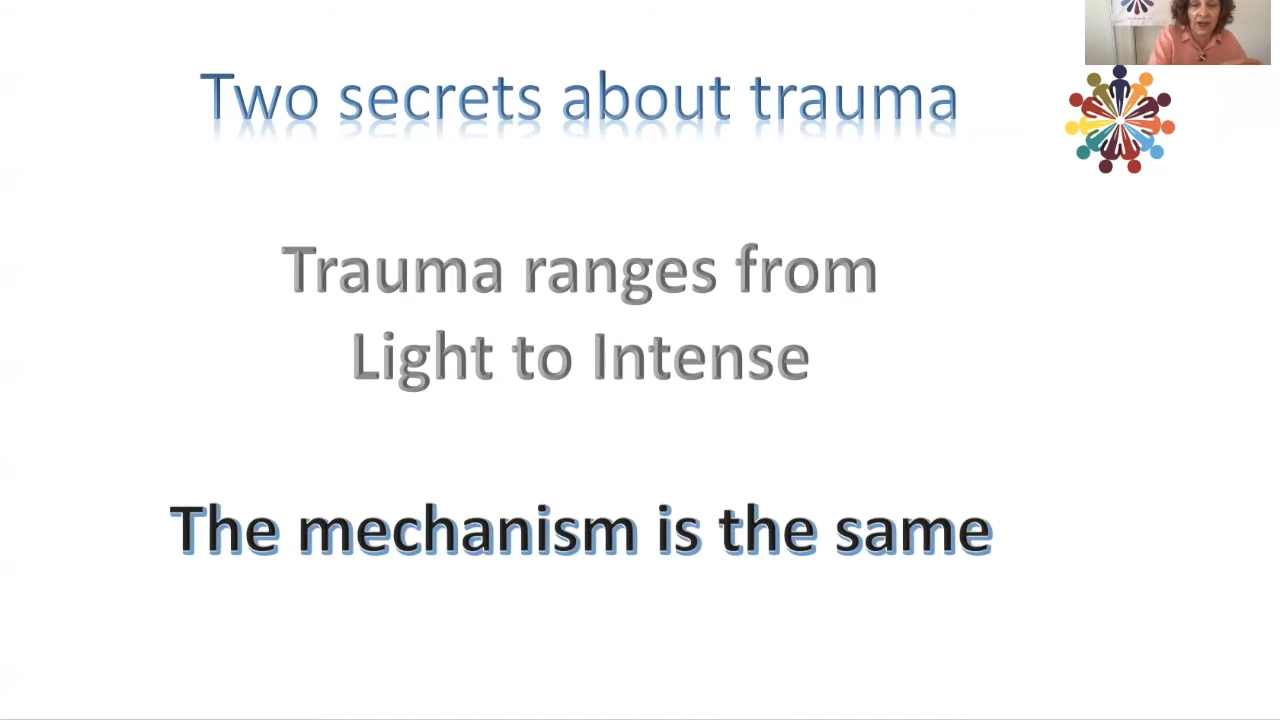 Two secrets about trauma
Trauma ranges from
Light to Intense
The mechanism is the same